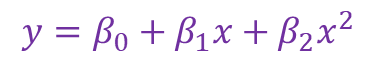 y = β₀ + β₁x + β₂x²